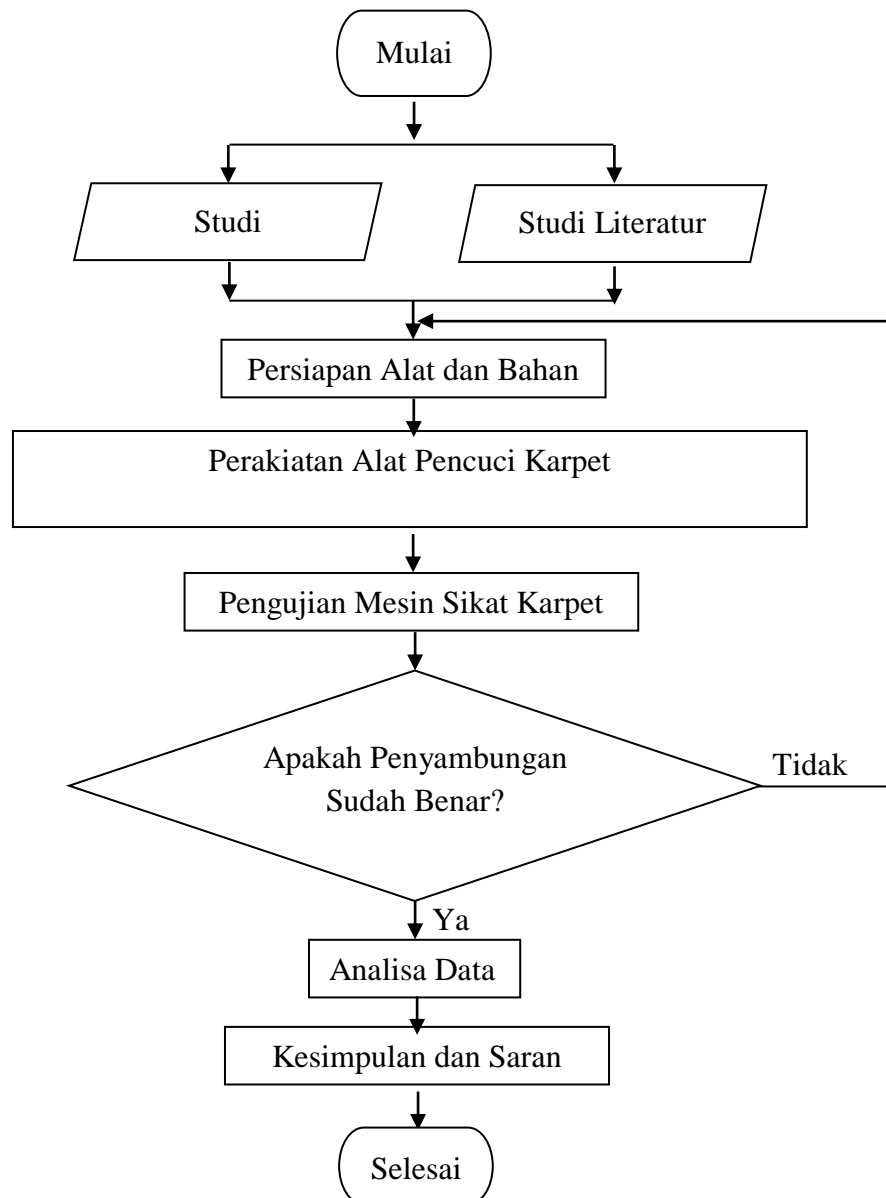 Mulai
Studi
Studi Literatur
Persiapan Alat dan Bahan
Perakiatan Alat Pencuci Karpet
Pengujian Mesin Sikat Karpet
Apakah Penyambungan
Sudah Benar?
Tidak
Ya
Analisa Data
Kesimpulan dan Saran
Selesai